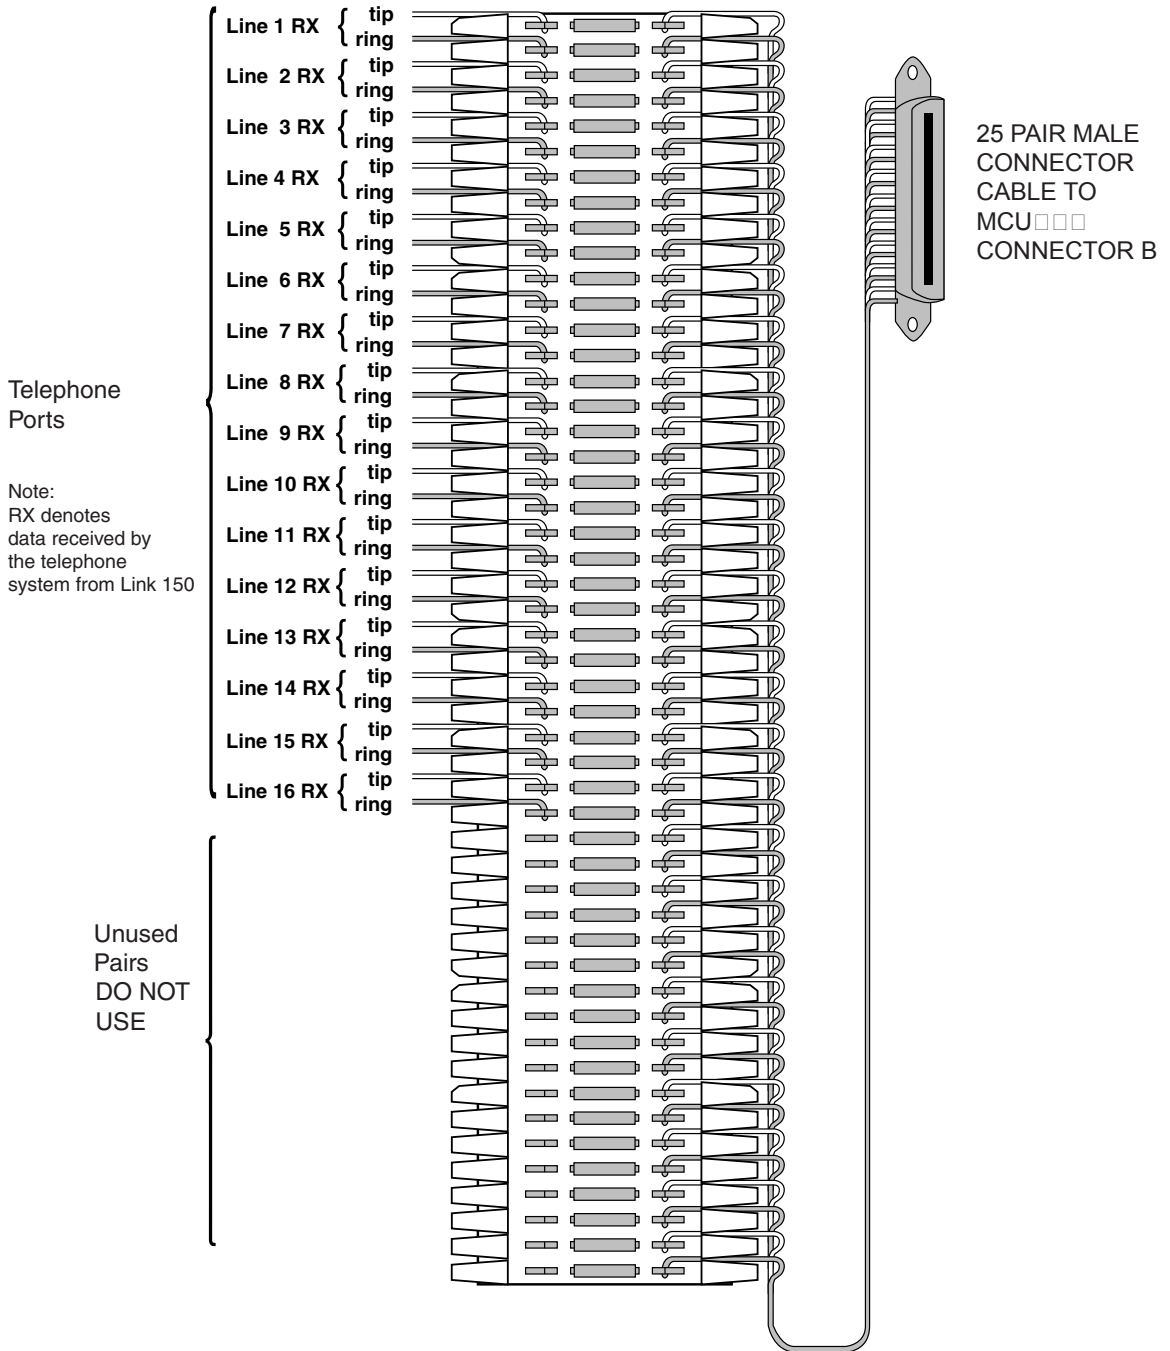 Line 1 RX { tip
ring
Line 2 RX { tip
ring
Line 3 RX { tip
ring
Line 4 RX { tip
ring
Line 5 RX { tip
ring
Line 6 RX { tip
ring
Line 7 RX { tip
ring
Line 8 RX { tip
ring
Line 9 RX { tip
ring
Line 10 RX { tip
ring
Line 11 RX { tip
ring
Line 12 RX { tip
ring
Line 13 RX { tip
ring
Line 14 RX { tip
ring
Line 15 RX { tip
ring
Line 16 RX { tip
ring
Telephone
Ports
Note:
RX denotes
data received by
the telephone
system from Link 150
Unused
Pairs
DO NOT
USE
25 PAIR MALE
CONNECTOR
CABLE TO
MCU□□□
CONNECTOR B